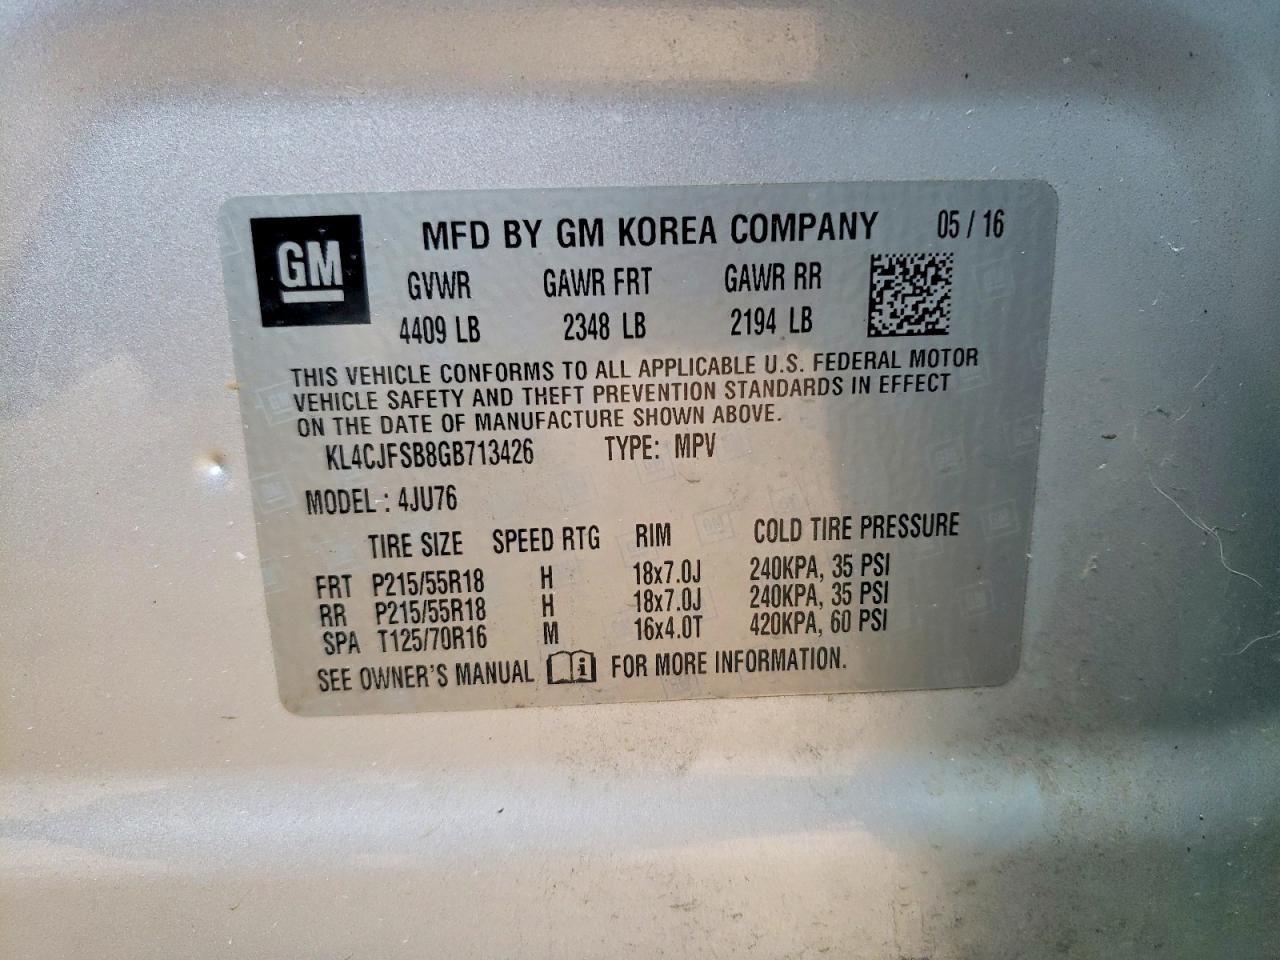 GM
MFD BY GM KOREA COMPANY 05 / 16
GVWR GAWR FRT GAWR RR
4409 LB 2348 LB 2194 LB
THIS VEHICLE CONFORMS TO ALL APPLICABLE U.S. FEDERAL MOTOR
VEHICLE SAFETY AND THEFT PREVENTION STANDARDS IN EFFECT
ON THE DATE OF MANUFACTURE SHOWN ABOVE.
KL4CJFSB8GB713426 TYPE: MPV
MODEL : 4JU76
TIRE SIZE SPEED RTG RIM COLD TIRE PRESSURE
FRT P215/55R18 H 18x7.0J 240KPA, 35 PSI
RR P215/55R18 H 18x7.0J 240KPA, 35 PSI
SPA T125/70R16 M 16x4.0T 420KPA, 60 PSI
SEE OWNER'S MANUAL i FOR MORE INFORMATION.